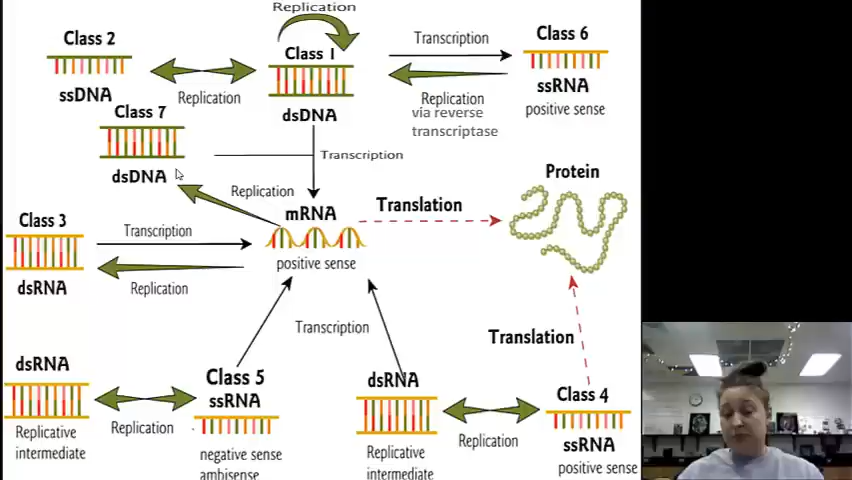 Replication
Class 2
ssDNA
Replication
Class 1
dsDNA
Transcription
Replication
via reverse
transcriptase
Class 6
ssRNA
positive sense
Class 7
dsDNA
Transcription
Replication
mRNA
positive sense
Translation
Protein
Class 3
dsRNA
Transcription
Replication
Transcription
Translation
dsRNA
Replicative
intermediate
Replication
Class 5
ssRNA
negative sense
ambisense
dsRNA
Replicative
intermediate
Replication
Class 4
ssRNA
positive sense